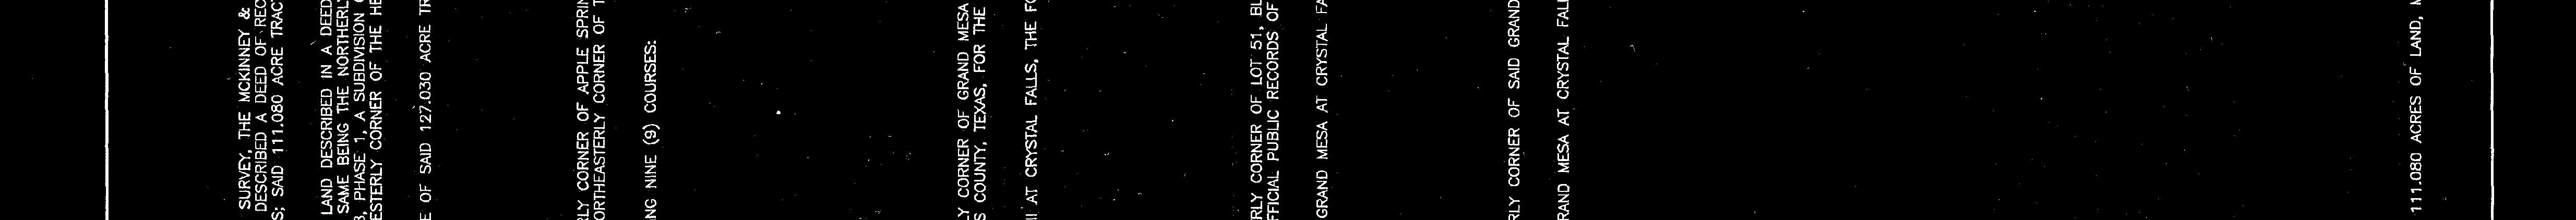 SURVEY, THE MCKINNEY &
DESCRIBED A DEED OF REC
S; SAID 111.080 ACRE TRAC
LAND DESCRIBED IN A DEED
SAME BEING THE NORTHERL
PHASE 1, A SUBDIVISION
ESTERLY CORNER OF THE HE
E OF SAID 127.030 ACRE TR
RLY CORNER OF APPLE SPRIN
ORTHEASTERLY CORNER OF T
NG NINE (9) COURSES:
LY CORNER OF GRAND MESA
S COUNTY, TEXAS, FOR THE
AT CRYSTAL FALLS, THE FO
RLY CORNER OF LOT 51, BL
FFICIAL PUBLIC RECORDS OF
GRAND MESA AT CRYSTAL FA
RLY CORNER OF SAID GRAND
RAND MESA AT CRYSTAL FALL
111.080 ACRES OF LAND, M